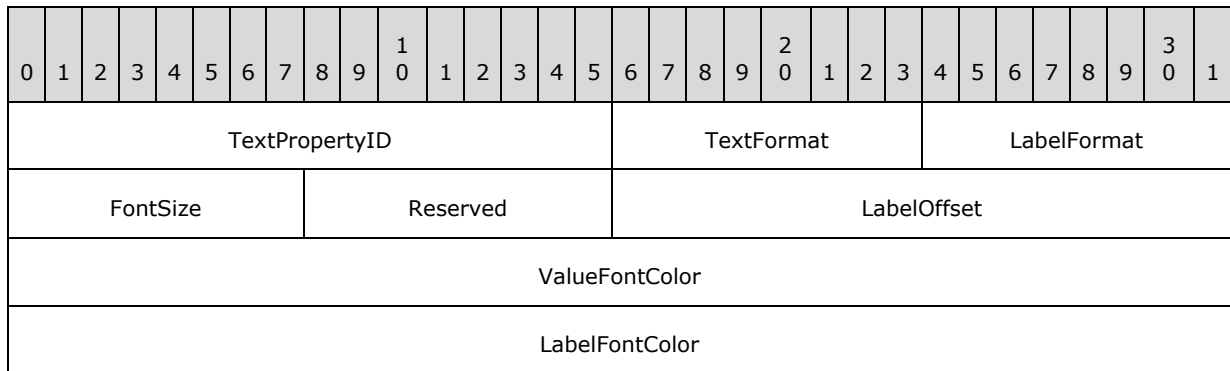 0 1 2 3 4 5 6 7 8 9 1 0 1 2 3 4 5 6 7 8 9 2 0 1 2 3 4 5 6 7 8 9 3 0 1
TextPropertyID TextFormat LabelFormat
FontSize Reserved LabelOffset
ValueFontColor
LabelFontColor